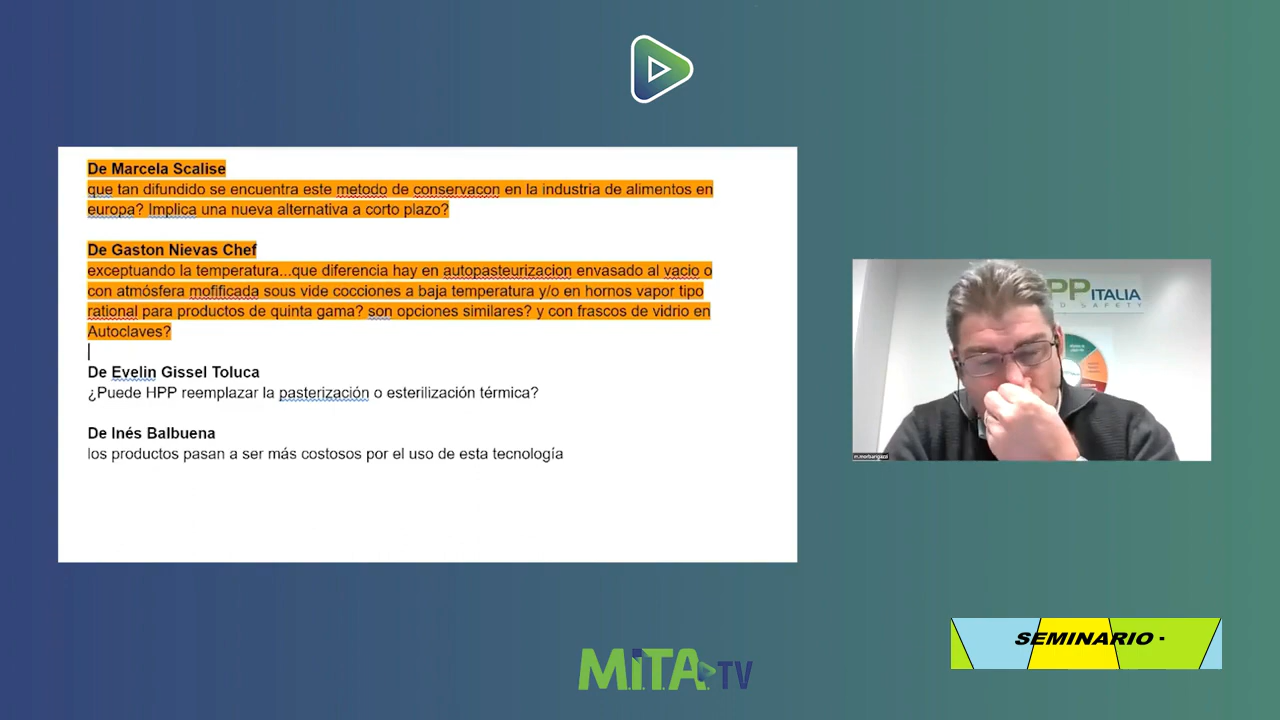 De Marcela Scalise
que tan difundido se encuentra este metodo de conservacon en la industria de alimentos en
europa? Implica una nueva alternativa a corto plazo?
De Gaston Nievas Chef
exceptuando la temperatura...que diferencia hay en autopasteurizacion envasado al vacio o
con atmósfera mofificada sous vide cocciones a baja temperatura y/o en hornos vapor tipo
rational para productos de quinta gama? son opciones similares? y con frascos de vidrio en
Autoclaves?
De Evelin Gissel Toluca
¿Puede HPP reemplazar la pasterización o esterilización térmica?
De Inés Balbuena
los productos pasan a ser más costosos por el uso de esta tecnología
PPITALIA
D SAFETY
SEMINARIO -
M.I.T.A. TV